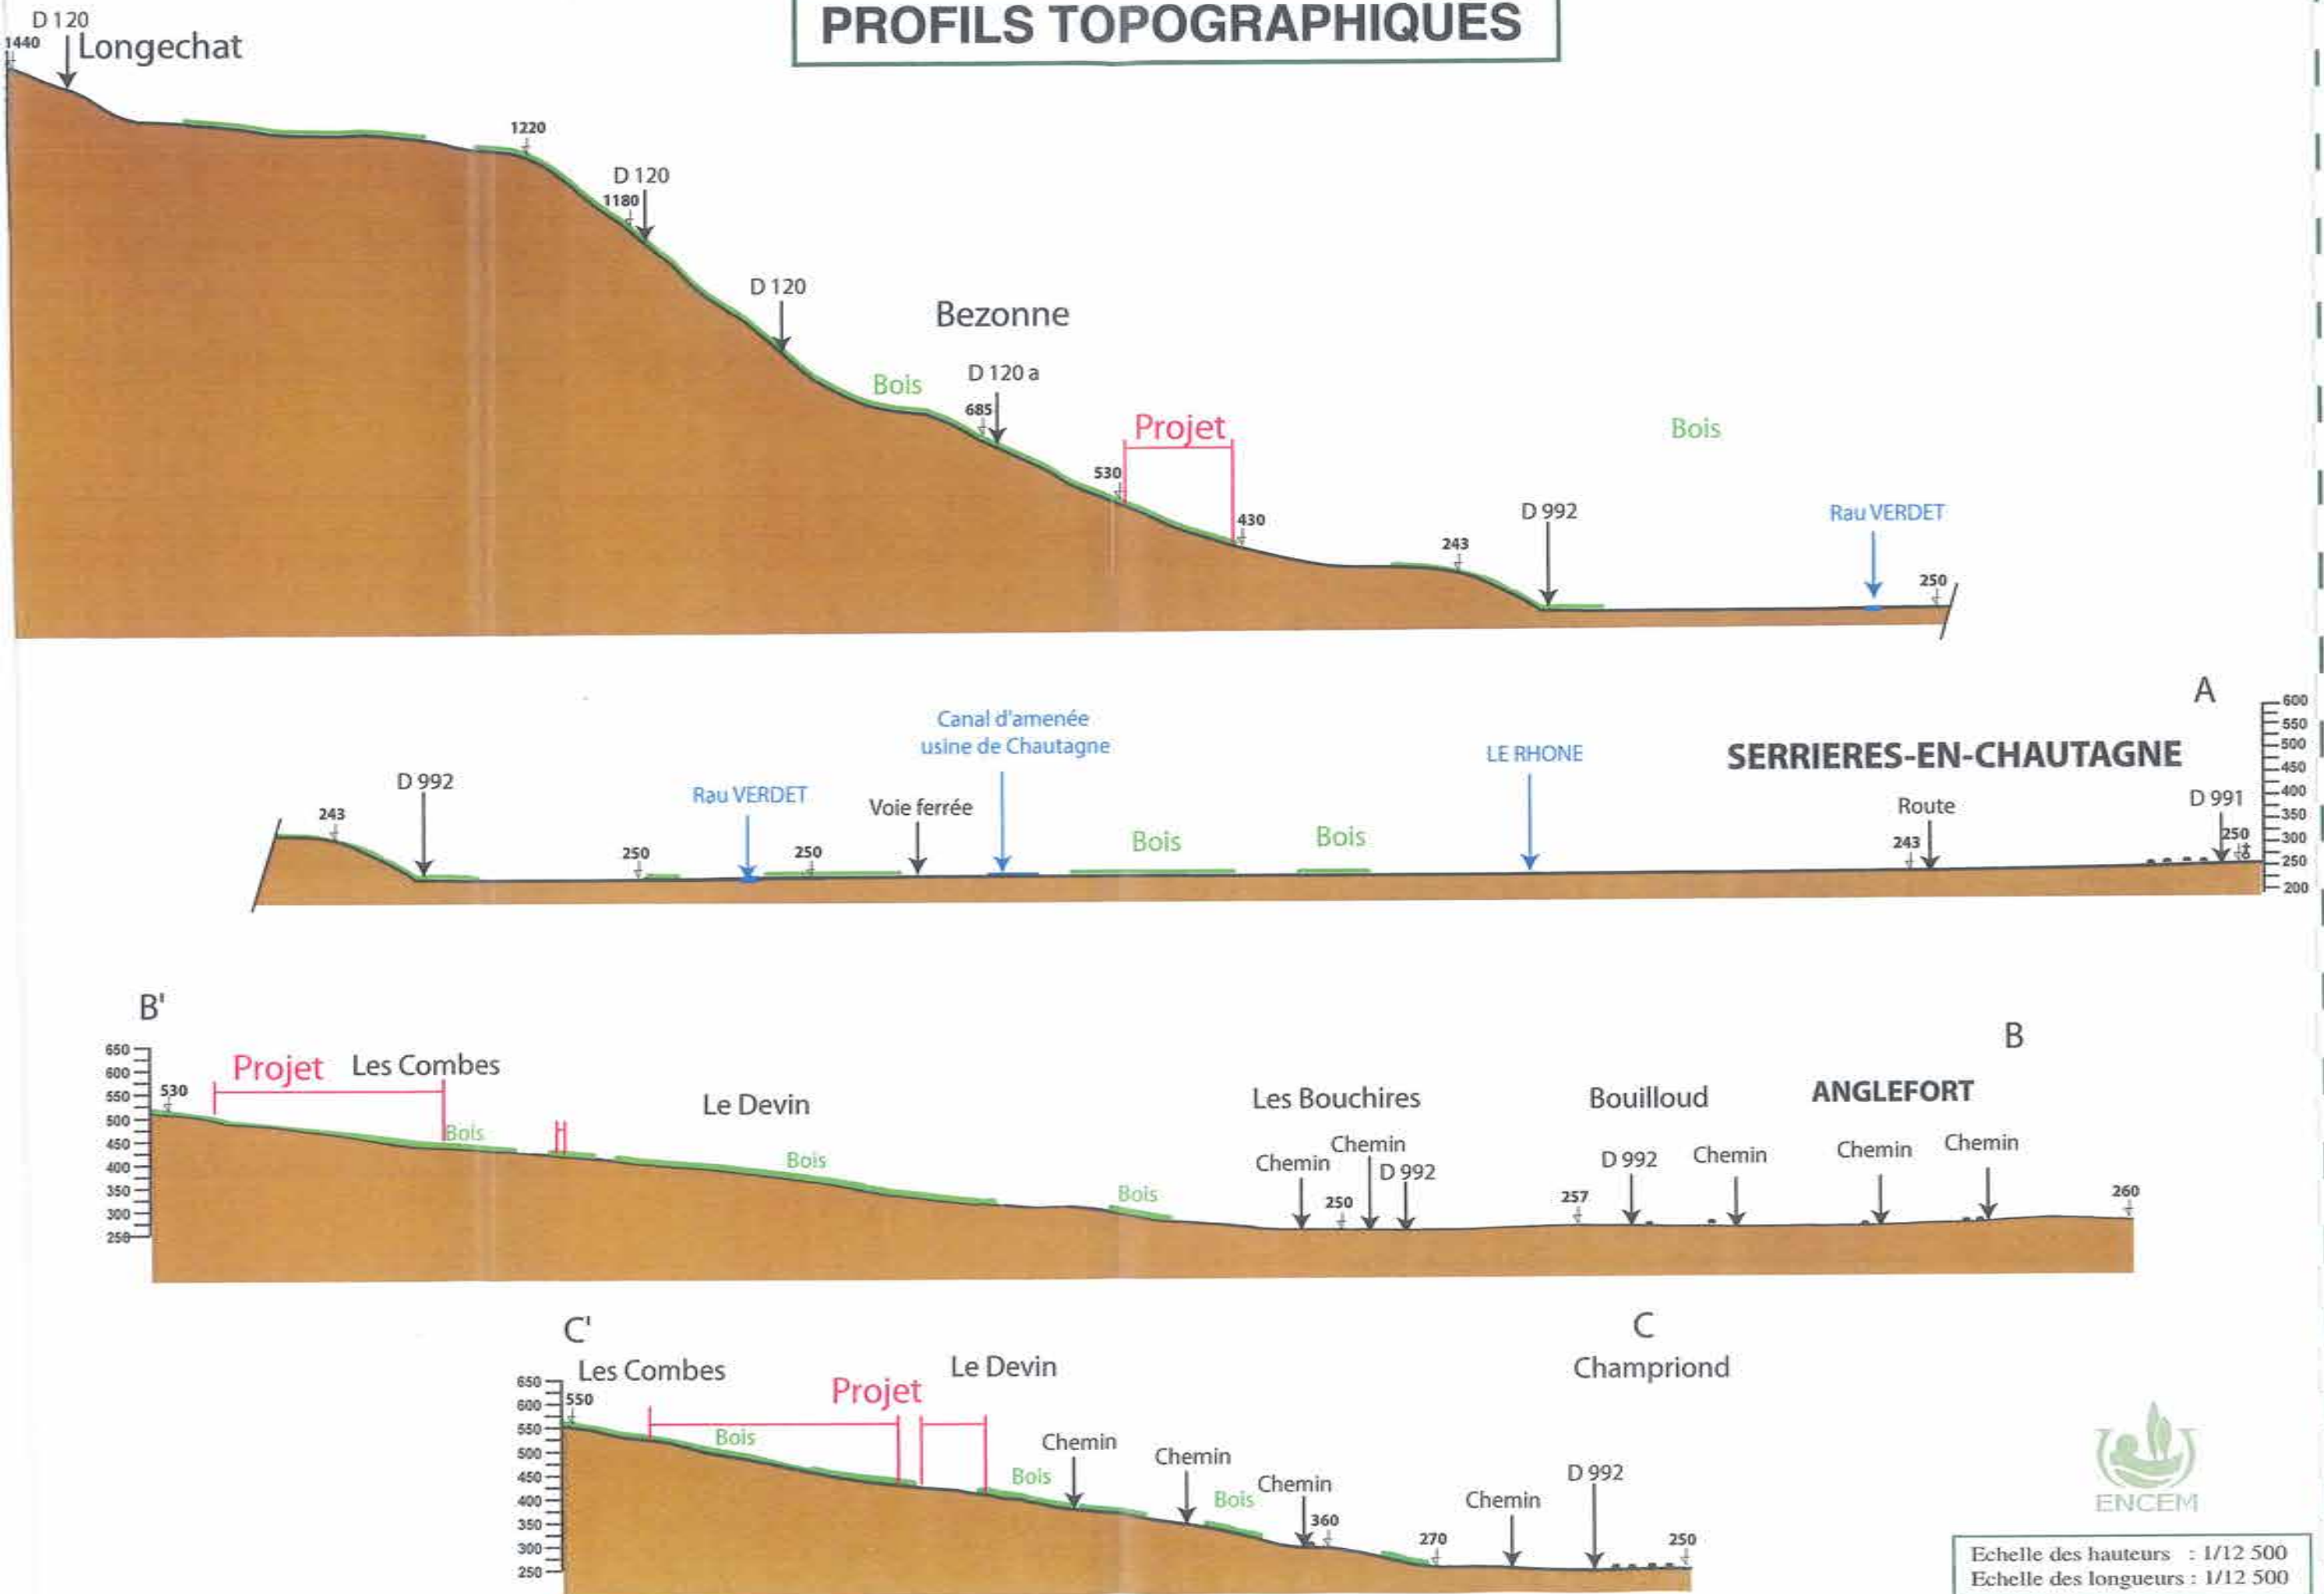 PROFILS TOPOGRAPHIQUES
D 120
1440
Longechat
1220
D 120
1180
D 120
Bezonne
Bois
D 120 a
685
Projet
530
430
Bois
243
D 992
Rau VERDET
250
A
600
550
500
450
400
350
300
250
200
Canal d'amenée
usine de Chautagne
LE RHONE
SERRIERES-EN-CHAUTAGNE
D 992
Rau VERDET
Voie ferrée
243
250
250
Bois
Bois
Route
243
D 991
250
B'
B
650
600
550
500
450
400
350
300
250
530
Projet
Les Combes
Bois
Le Devin
Bois
Bois
Les Bouchires
Chemin
Chemin
250
D 992
Bouilloud
257
D 992
Chemin
ANGLEFORT
Chemin
Chemin
260
C'
C
Les Combes
Le Devin
Champriond
650
600
550
500
450
400
350
300
250
550
Projet
Bois
Bois
Chemin
Chemin
Bois
Chemin
360
270
Chemin
D 992
250
ENCEM
Echelle des hauteurs : 1/12 500
Echelle des longueurs : 1/12 500